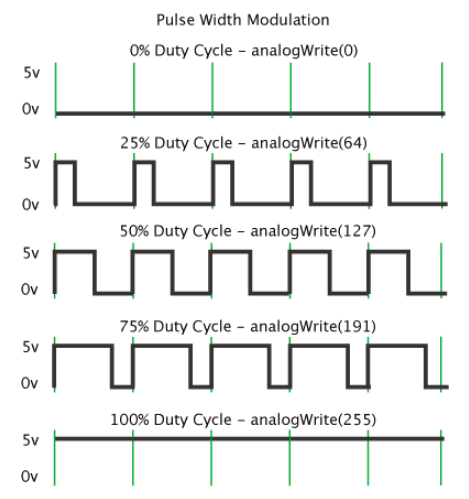 Pulse Width Modulation
0% Duty Cycle – analogWrite(0)
5v
0v
25% Duty Cycle – analogWrite(64)
5v
0v
50% Duty Cycle – analogWrite(127)
5v
0v
75% Duty Cycle – analogWrite(191)
5v
0v
100% Duty Cycle – analogWrite(255)
5v
0v